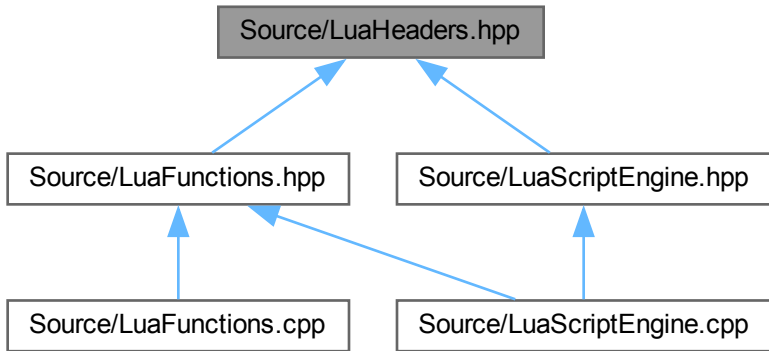 Source/LuaHeaders.hpp
Source/LuaFunctions.hpp
Source/LuaScriptEngine.hpp
Source/LuaFunctions.cpp
Source/LuaScriptEngine.cpp